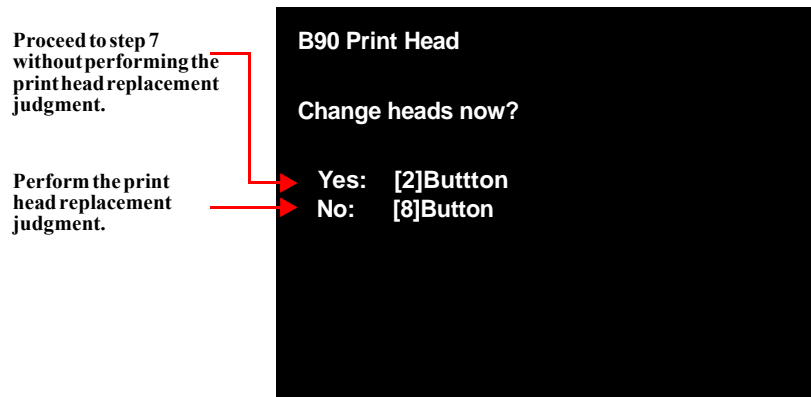 Proceed to step 7
without performing the
print head replacement
judgment.
Perform the print
head replacement
judgment.
B90 Print Head
Change heads now?
Yes: [2]Buttton
No: [8]Button